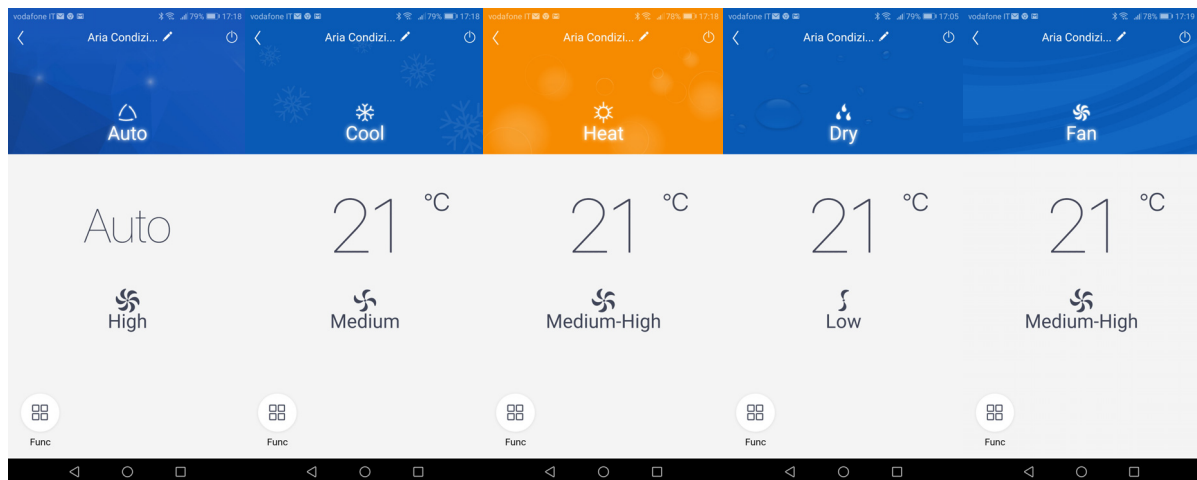 vodafone IT 79% 17:18
Aria Condizi...
Auto
Auto
High
Func
vodafone IT 79% 17:18
Aria Condizi...
Cool
21 °C
Medium
Func
vodafone IT 78% 17:18
Aria Condizi...
Heat
21 °C
Medium-High
Func
vodafone IT 79% 17:05
Aria Condizi...
Dry
21 °C
Low
Func
vodafone IT 78% 17:19
Aria Condizi...
Fan
21 °C
Medium-High
Func